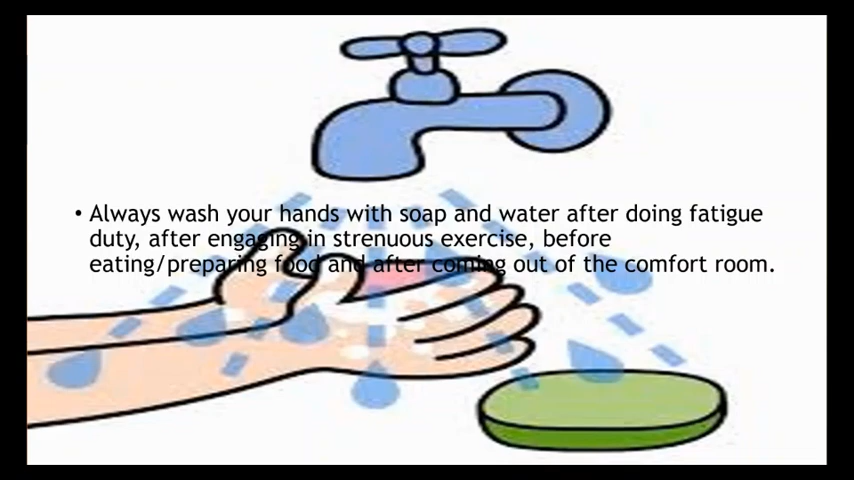 • Always wash your hands with soap and water after doing fatigue
duty, after engaging in strenuous exercise, before
eating/preparing food and after coming out of the comfort room.